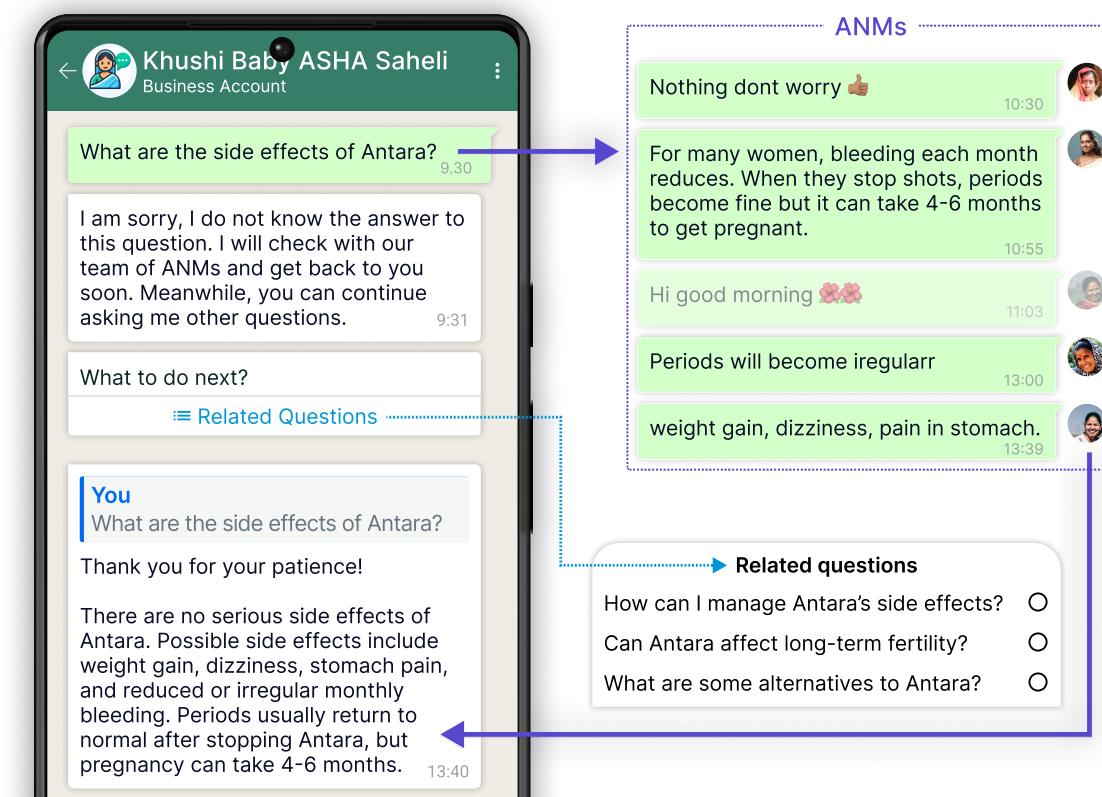 Khushi Baby ASHA Saheli
Business Account
What are the side effects of Antara?
9.30
I am sorry, I do not know the answer to
this question. I will check with our
team of ANMs and get back to you
soon. Meanwhile, you can continue
asking me other questions.
9:31
What to do next?
Related Questions
You
What are the side effects of Antara?
Thank you for your patience!
There are no serious side effects of
Antara. Possible side effects include
weight gain, dizziness, stomach pain,
and reduced or irregular monthly
bleeding. Periods usually return to
normal after stopping Antara, but
pregnancy can take 4-6 months.
13:40
ANMs
Nothing dont worry 👍🏽
10:30
For many women, bleeding each month
reduces. When they stop shots, periods
become fine but it can take 4-6 months
to get pregnant.
10:55
Hi good morning 🌺🌺
11:03
Periods will become iregularr
13:00
weight gain, dizziness, pain in stomach.
13:39
Related questions
How can I manage Antara’s side effects?
Can Antara affect long-term fertility?
What are some alternatives to Antara?